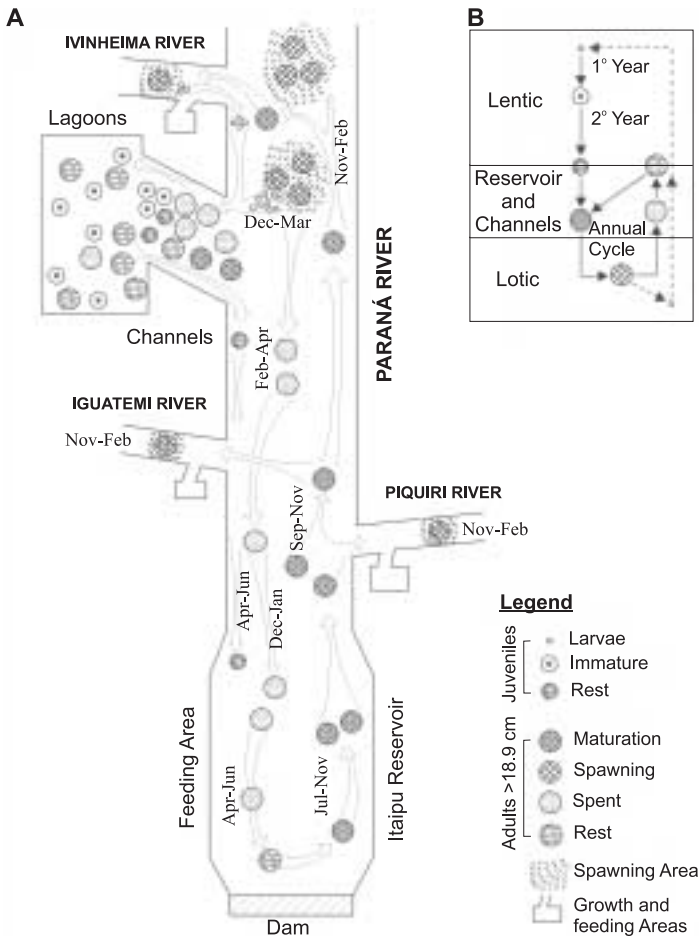 A
IVINHEIMA RIVER
Lagoons
Nov-Feb
Dec-Mar
PARANÁ RIVER
Channels
Feb-Apr
IGUATEMI RIVER
Nov-Feb
Sep-Nov
PIQUIRI RIVER
Nov-Feb
Apr-Jun
Dec-Jan
Feeding Area
Apr-Jun
Jul-Nov
Itaipu Reservoir
Dam
B
Lentic
1° Year
2° Year
Reservoir
and
Channels
Annual
Cycle
Lotic
Legend
Juveniles
Larvae
Immature
Rest
Adults >18.9 cm
Maturation
Spawning
Spent
Rest
Spawning Area
Growth and
feeding Areas